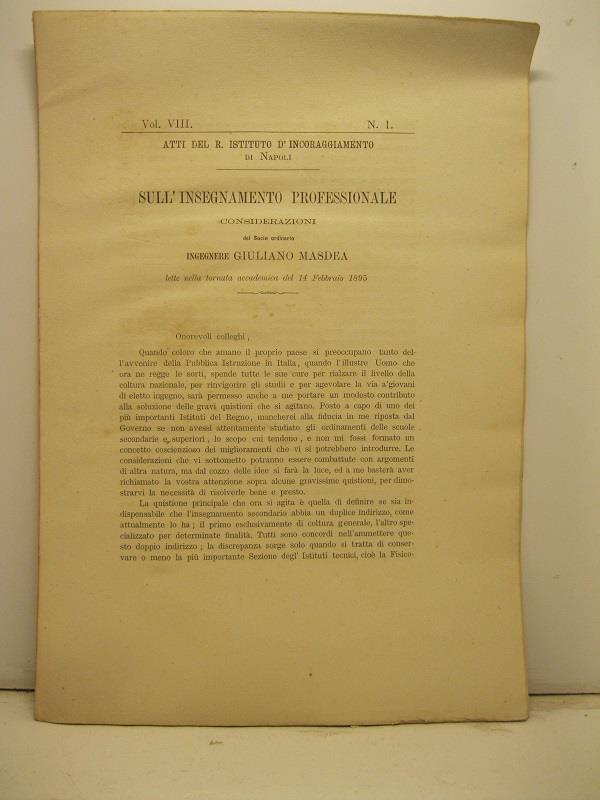 Vol. VIII. N. 1.
ATTI DEL R. ISTITUTO D' INCORAGGIAMENTO
DI NAPOLI
SULL' INSEGNAMENTO PROFESSIONALE
CONSIDERAZIONI
del Socio ordinario
INGEGNERE GIULIANO MASDEA
lette nella tornata accademica del 14 Febbraio 1895
Onorevoli colleghi,
Quando coloro che amano il proprio paese si preoccupano tanto del-
l'avvenire della Pubblica Istruzione in Italia, quando l'illustre Uomo che
ora ne regge le sorti, spende tutte le sue cure per rialzare il livello della
coltura nazionale, per rinvigorire gli studii e per agevolare la via a'giovani
di eletto ingegno, sarà permesso anche a me portare un modesto contributo
alla soluzione delle gravi quistioni che si agitano. Posto a capo di uno dei
più importanti Istituti del Regno, mancherei alla fiducia in me riposta dal
Governo se non avessi attentamente studiato gli ordinamenti delle scuole
secondarie e superiori, lo scopo cui tendono, e non mi fossi formato un
concetto coscienzioso dei miglioramenti che vi si potrebbero introdurre. Le
considerazioni che vi sottometto potranno essere combattute con argomenti
di altra natura, ma dal cozzo delle idee si farà la luce, ed a me basterà aver
richiamato la vostra attenzione sopra alcune gravissime quistioni, per dimo-
strarvi la necessità di risolverle bene e presto.
La quistione principale che ora si agita è quella di definire se sia in-
dispensabile che l'insegnamento secondario abbia un duplice indirizzo, come
attualmente lo ha; il primo esclusivamente di coltura generale, l'altro spe-
cializzato per determinate finalità. Tutti sono concordi nell'ammettere que-
sto doppio indirizzo; la discrepanza sorge solo quando si tratta di conser-
vare o meno la più importante Sezione degl' Istituti tecnici, cioè la Fisico-